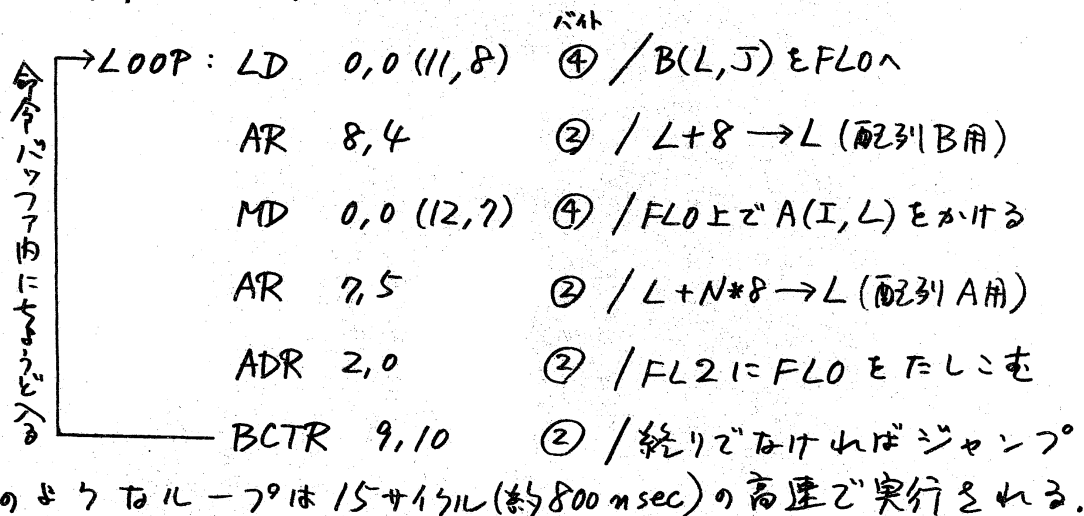 バイト
LOOP : LD 0,0 (11,8) ④ /B(L,J)をFL0へ
AR 8,4 ② / L+8 → L (配列B用)
MD 0,0 (12,7) ④ /FL0上でA(I,L)をかける
AR 7,5 ② / L+N*8 → L (配列A用)
ADR 2,0 ② /FL2にFL0をたしこむ
BCTR 9,10 ② /終りでなければジャンプ
命令バッファ内にちょうど入る
のようなループは15サイクル(約800nsec)の高速で実行される.